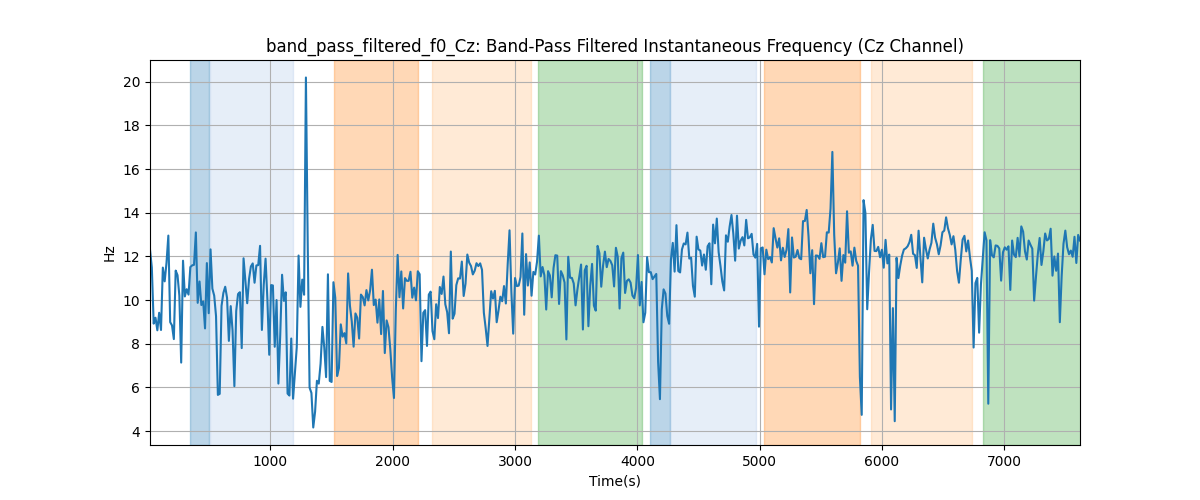 band_pass_filtered_f0_Cz: Band-Pass Filtered Instantaneous Frequency (Cz Channel)
20
18
16
14
12
10
8
6
4
Hz
1000 2000 3000 4000 5000 6000 7000
Time(s)